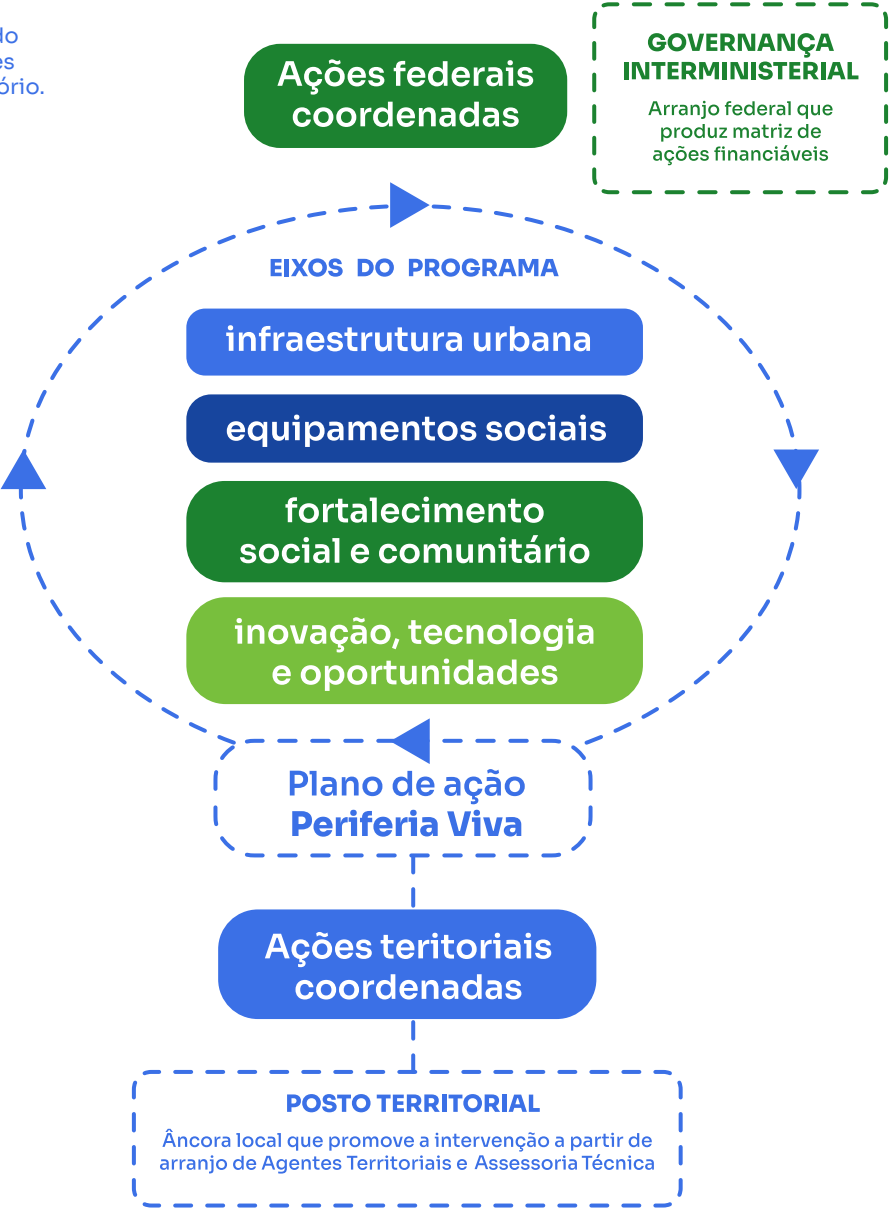 Ações federais
coordenadas
GOVERNANÇA
INTERMINISTERIAL
Arranjo federal que
produz matriz de
ações financiáveis
EIXOS DO PROGRAMA
infraestrutura urbana
equipamentos sociais
fortalecimento
social e comunitário
inovação, tecnologia
e oportunidades
Plano de ação
Periferia Viva
Ações teritoriais
coordenadas
POSTO TERRITORIAL
Âncora local que promove a intervenção a partir de
arranjo de Agentes Territoriais e Assessoria Técnica